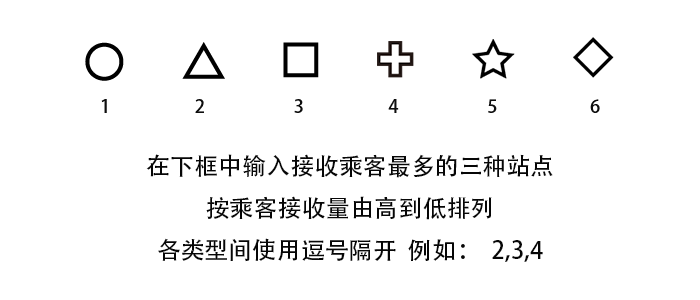 1 2 3 4 5 6
在下框中输入接收乘客最多的三种站点
按乘客接收量由高到低排列
各类型间使用逗号隔开 例如： 2,3,4